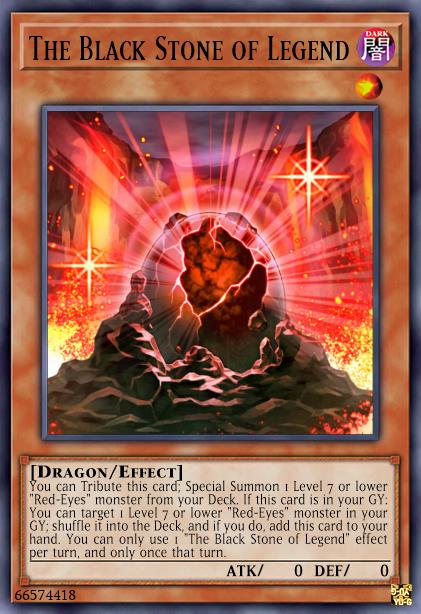 The Black Stone of Legend
DARK
闇
[Dragon/Effect]
You can Tribute this card; Special Summon 1 Level 7 or lower
"Red-Eyes" monster from your Deck. If this card is in your GY:
You can target 1 Level 7 or lower "Red-Eyes" monster in your
GY; shuffle it into the Deck, and if you do, add this card to your
hand. You can only use 1 "The Black Stone of Legend" effect
per turn, and only once that turn.
ATK/ 0 DEF/ 0
66574418